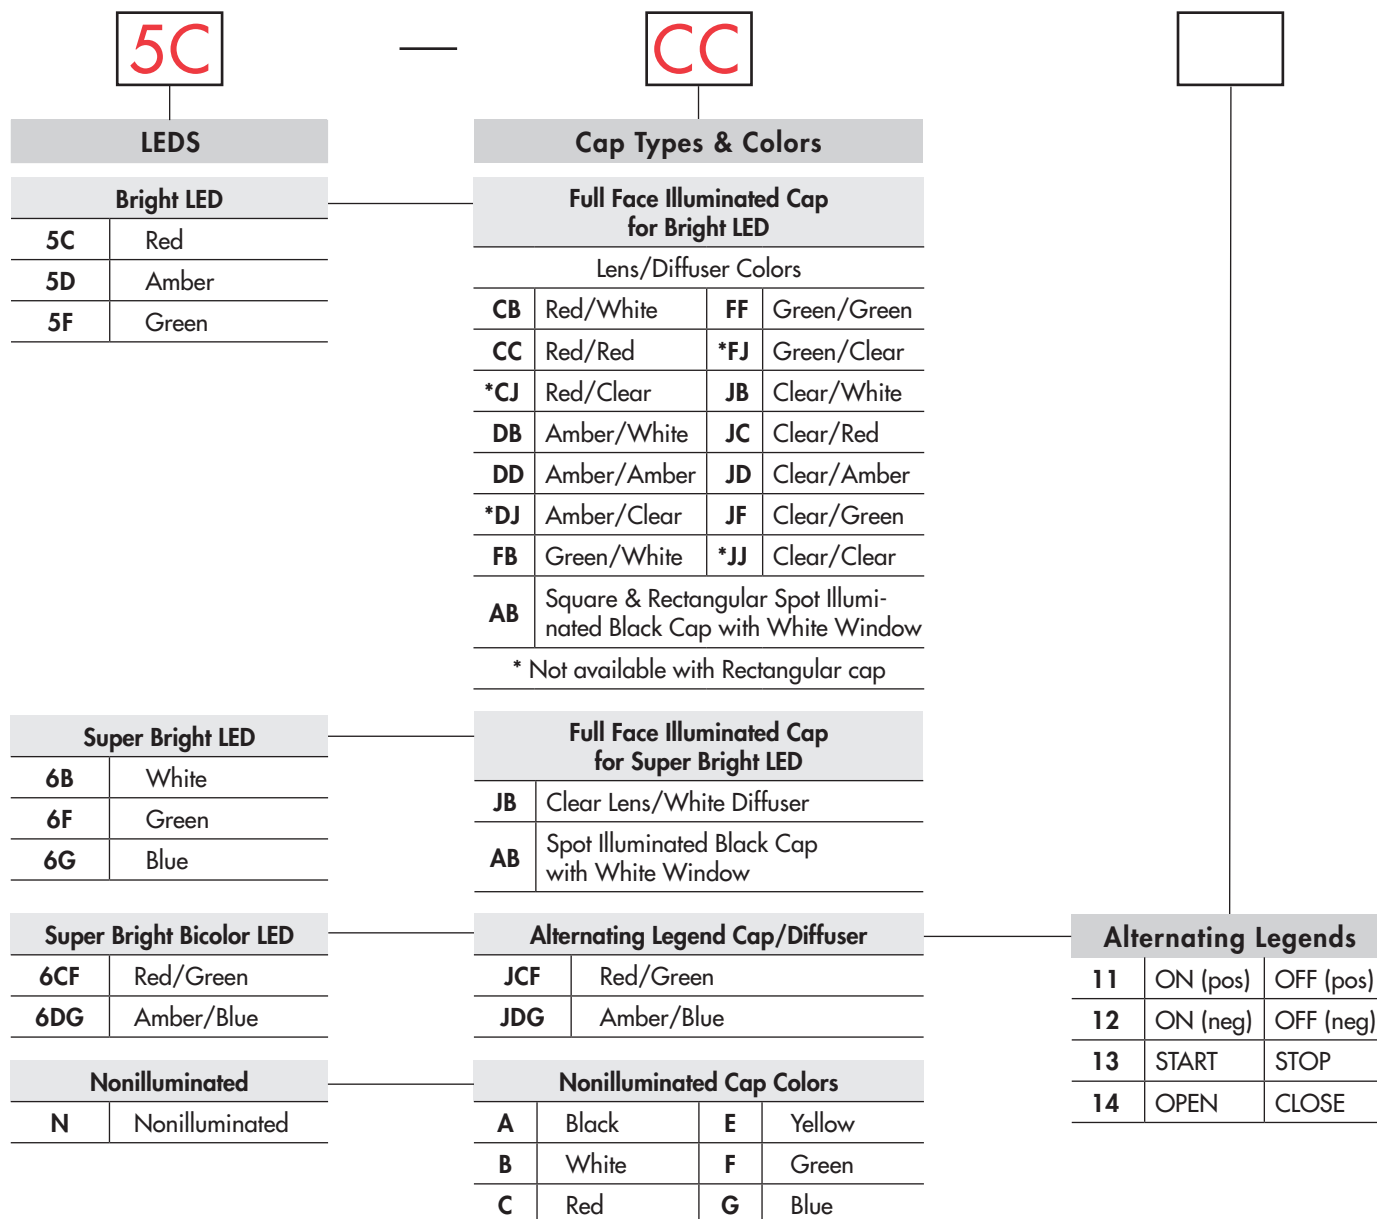 5C — CC
LEDS
Bright LED
5C Red
5D Amber
5F Green
Cap Types & Colors
Full Face Illuminated Cap
for Bright LED
Lens/Diffuser Colors
CB Red/White FF Green/Green
CC Red/Red *FJ Green/Clear
*CJ Red/Clear JB Clear/White
DB Amber/White JC Clear/Red
DD Amber/Amber JD Clear/Amber
*DJ Amber/Clear JF Clear/Green
FB Green/White *JJ Clear/Clear
AB Square & Rectangular Spot Illumi-
nated Black Cap with White Window
* Not available with Rectangular cap
Super Bright LED
6B White
6F Green
6G Blue
Full Face Illuminated Cap
for Super Bright LED
JB Clear Lens/White Diffuser
AB Spot Illuminated Black Cap
with White Window
Super Bright Bicolor LED
6CF Red/Green
6DG Amber/Blue
Alternating Legend Cap/Diffuser
JCF Red/Green
JDG Amber/Blue
Alternating Legends
11 ON (pos) OFF (pos)
12 ON (neg) OFF (neg)
13 START STOP
14 OPEN CLOSE
Nonilluminated
N Nonilluminated
Nonilluminated Cap Colors
A Black E Yellow
B White F Green
C Red G Blue